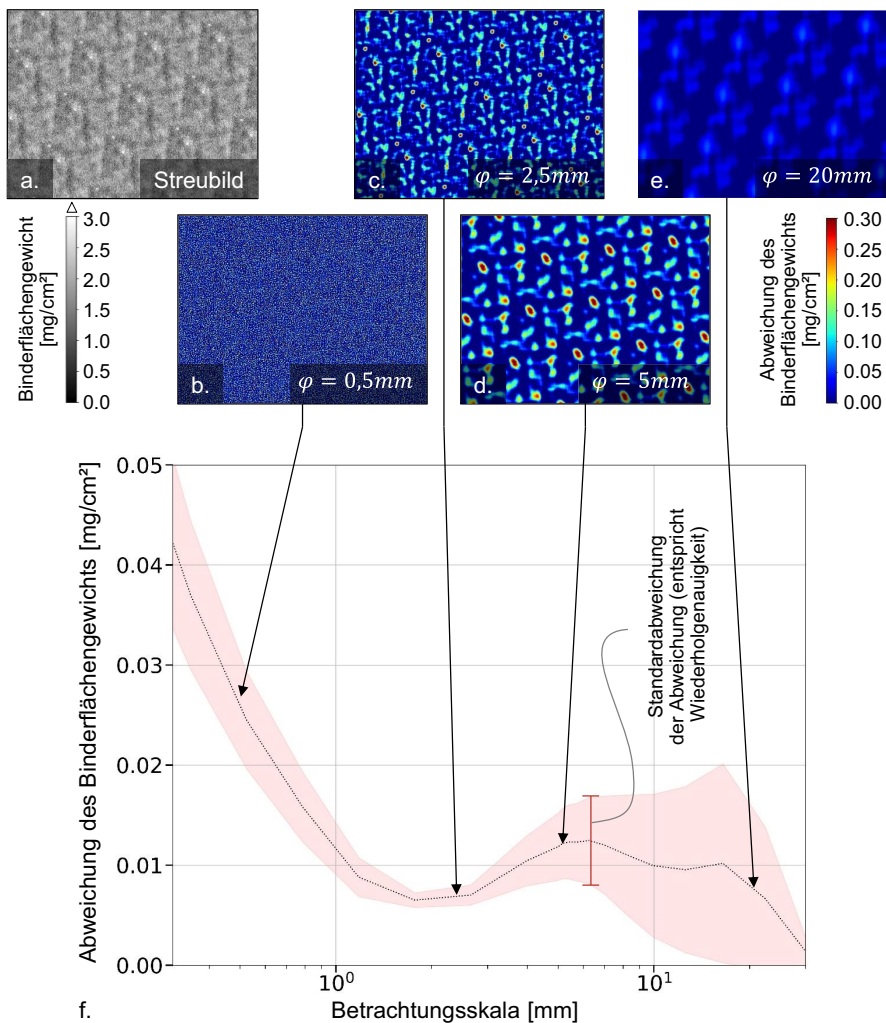 a.
Streubild
c.
φ = 2,5mm
e.
φ = 20mm
Binderflächengewicht
[mg/cm²]
3.0
2.5
2.0
1.5
1.0
0.5
0.0
b.
φ = 0,5mm
d.
φ = 5mm
Abweichung des
Binderflächengewichts
[mg/cm²]
0.30
0.25
0.20
0.15
0.10
0.05
0.00
Abweichung des Binderflächengewichts [mg/cm²]
0.05
0.04
0.03
0.02
0.01
0.00
Standardabweichung
der Abweichung (entspricht
Wiederholgenauigkeit)
10⁰
10¹
f.
Betrachtungsskala [mm]